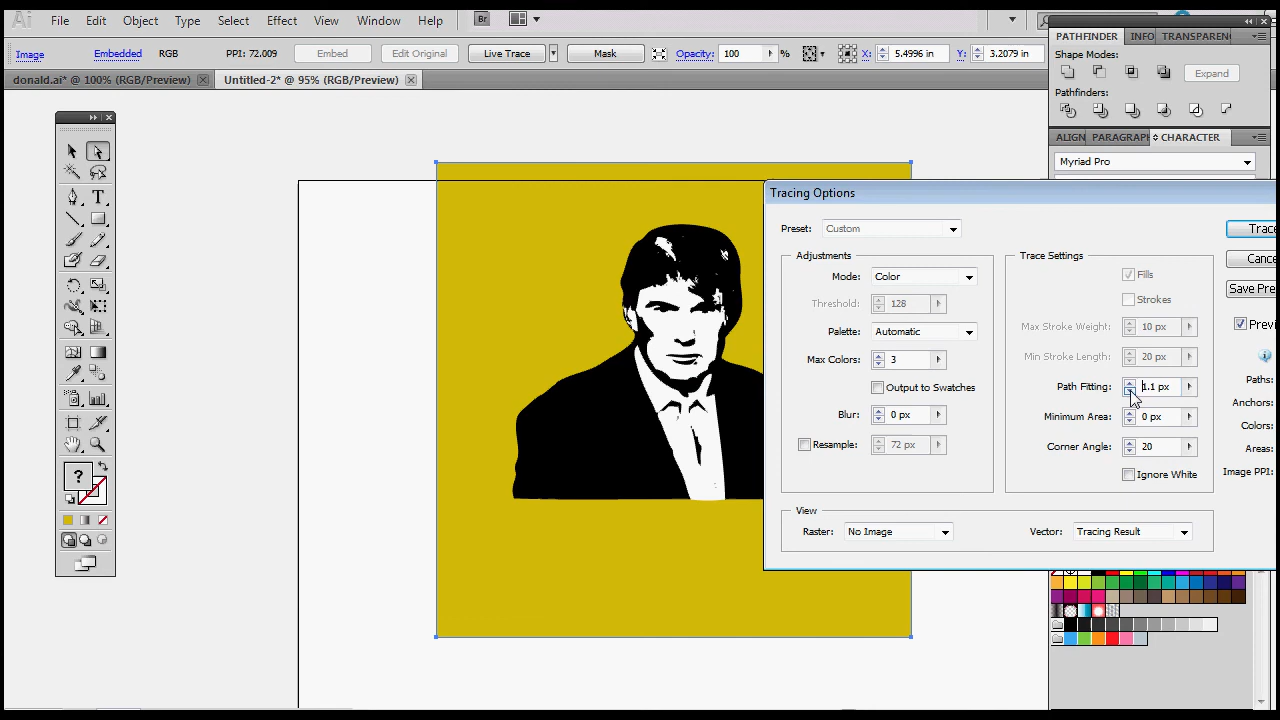 Ai File Edit Object Type Select Effect View Window Help Br
Image Embedded RGB PPI: 72.009 Embed Edit Original Live Trace Mask Opacity: 100 % X: 5.4996 in Y: 3.2079 in
donald.ai* @ 100% (RGB/Preview) Untitled-2* @ 95% (RGB/Preview)
PATHFINDER INFO TRANSPAREN
Shape Modes:
Expand
Pathfinders:
ALIGN PARAGRAPH CHARACTER
Myriad Pro
Tracing Options
Preset: Custom Trace
Adjustments Trace Settings
Mode: Color Fills
Cance
Threshold: 128 Strokes
Save Pre
Palette: Automatic Max Stroke Weight: 10 px
Previ
Max Colors: 3 Min Stroke Length: 20 px
Output to Swatches Path Fitting: 1.1 px
Paths:
Blur: 0 px Minimum Area: 0 px
Anchors:
Colors:
Resample: 72 px Corner Angle: 20
Areas:
Ignore White
Image PPI:
View
Raster: No Image Vector: Tracing Result
?